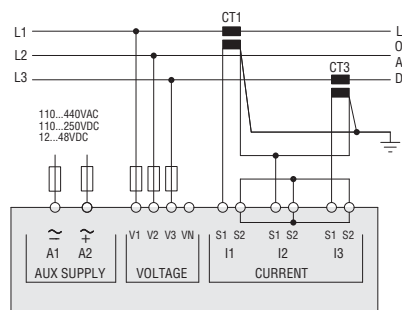 CT1
L1
L
L2
O
A
L3
CT3
D
110...440VAC
110...250VDC
12...48VDC
V1 V2 V3 VN S1 S2 S1 S2 S1 S2
A1 A2 I1 I2 I3
AUX SUPPLY VOLTAGE CURRENT